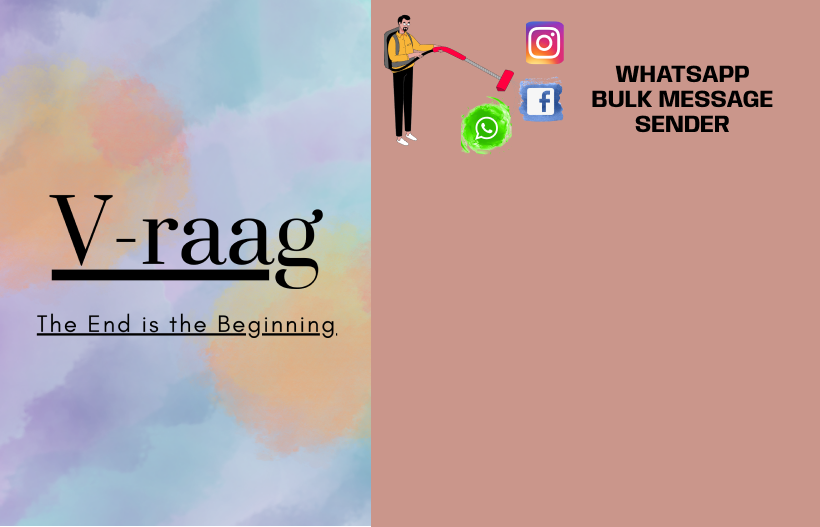 V-raag
The End is the Beginning
WHATSAPP
BULK MESSAGE
SENDER